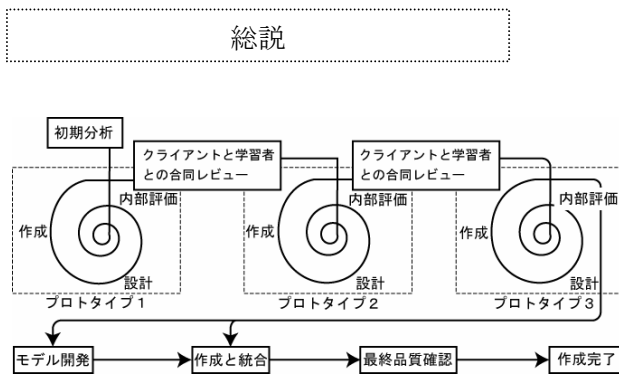 総説
初期分析
クライアントと学習者
との合同レビュー
クライアントと学習者
との合同レビュー
内部評価
作成
設計
プロトタイプ1
内部評価
作成
設計
プロトタイプ2
内部評価
作成
設計
プロトタイプ3
モデル開発
作成と統合
最終品質確認
作成完了